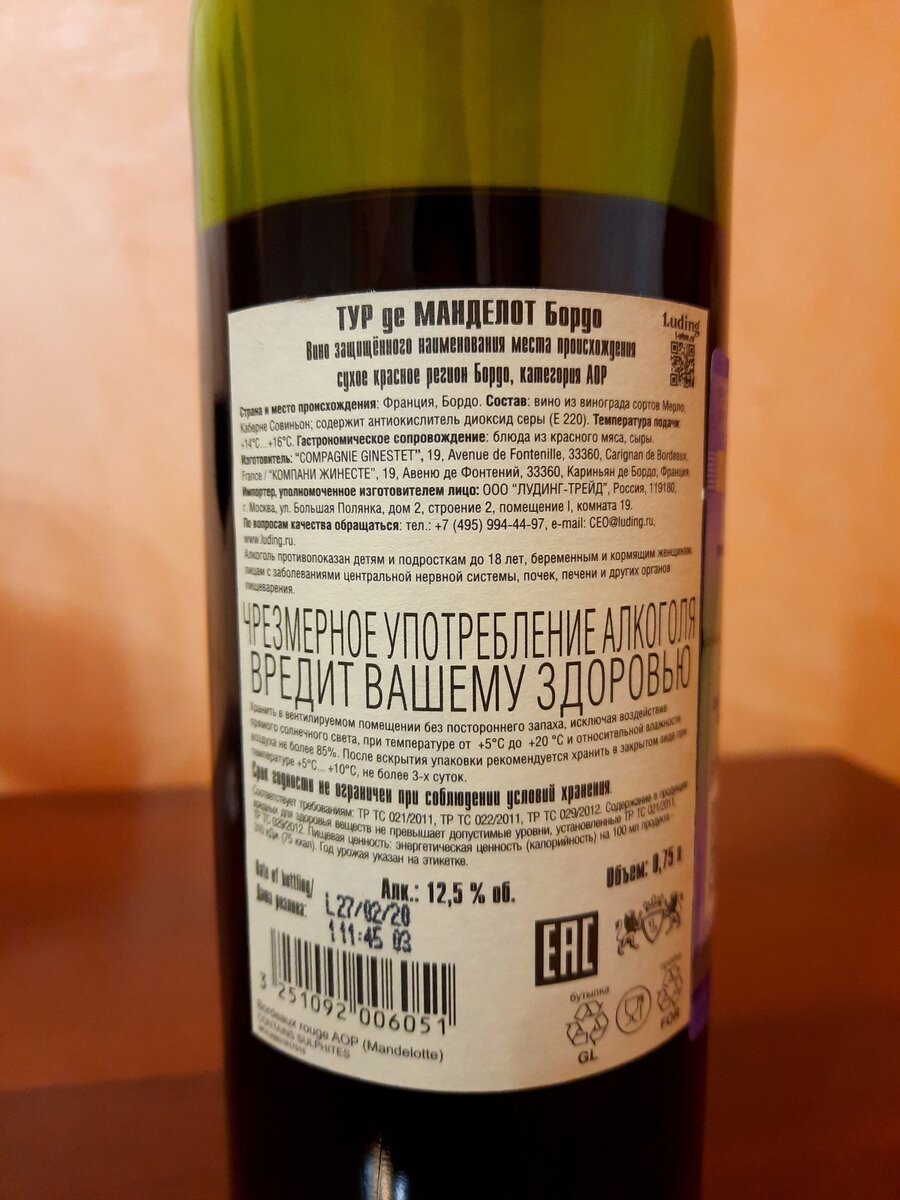 ТУР де МАНДЕЛОТ Бордо
Luding
Вино защищённого наименования места происхождения
сухое красное регион Бордо, категория АОР
Страна и место происхождения: Франция, Бордо. Состав: вино из винограда сортов Мерло,
Каберне Совиньон; содержит антиокислитель диоксид серы (Е 220). Температура подачи:
+14°С...+16°С. Гастрономическое сопровождение: блюда из красного мяса, сыры.
Изготовитель: "COMPAGNIE GINESTET", 19, Avenue de Fontenille, 33360, Carignan de Bordeaux,
France / "КОМПАНИ ЖИНЕСТЕ", 19, Авеню де Фонтений, 33360, Кариньян де Бордо, Франция.
Импортер, уполномоченное изготовителем лицо: ООО "ЛУДИНГ-ТРЕЙД", Россия, 119180,
г. Москва, ул. Большая Полянка, дом 2, строение 2, помещение I, комната 19.
По вопросам качества обращаться: тел.: +7 (495) 994-44-97, e-mail: CEO@luding.ru,
www.luding.ru.
Алкоголь противопоказан детям и подросткам до 18 лет, беременным и кормящим женщинам,
лицам с заболеваниями центральной нервной системы, почек, печени и других органов
пищеварения.
ЧРЕЗМЕРНОЕ УПОТРЕБЛЕНИЕ АЛКОГОЛЯ
ВРЕДИТ ВАШЕМУ ЗДОРОВЬЮ
Хранить в вентилируемом помещении без постороннего запаха, исключая воздействие
прямого солнечного света, при температуре от +5°С до +20 °С и относительной влажности
воздуха не более 85%. После вскрытия упаковки рекомендуется хранить в закрытом виде при
температуре +5°С... +10°С, не более 3-х суток.
Срок годности не ограничен при соблюдении условий хранения.
Соответствует требованиям: ТР ТС 021/2011, ТР ТС 022/2011, ТР ТС 029/2012. Содержание в продукции
вредных для здоровья веществ не превышает допустимые уровни, установленные ТР ТС 021/2011,
ТР ТС 029/2012. Пищевая ценность: энергетическая ценность (калорийность) на 100 мл продукта -
310 кДж (75 ккал). Год урожая указан на этикетке.
Date of bottling/
Дата розлива:
L27/02/20
1 11:45 03
Алк.: 12,5 % об.
Объем: 0,75 л
EAC
3 251092 006051
Bordeaux rouge AOP (Mandelotte)
CONTAINS SULPHITES
бутылка
GL
FOR